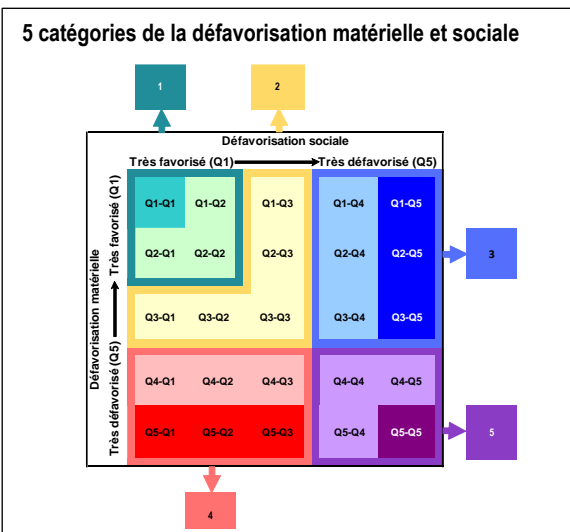 5 catégories de la défavorisation matérielle et sociale
1 2
Défavorisation sociale
Très favorisé (Q1) Très défavorisé (Q5)
Défavorisation matérielle
Très défavorisé (Q5) Très favorisé (Q1)
Q1-Q1 Q1-Q2 Q1-Q3 Q1-Q4 Q1-Q5
Q2-Q1 Q2-Q2 Q2-Q3 Q2-Q4 Q2-Q5
3
Q3-Q1 Q3-Q2 Q3-Q3 Q3-Q4 Q3-Q5
Q4-Q1 Q4-Q2 Q4-Q3 Q4-Q4 Q4-Q5
Q5-Q1 Q5-Q2 Q5-Q3 Q5-Q4 Q5-Q5
5
4